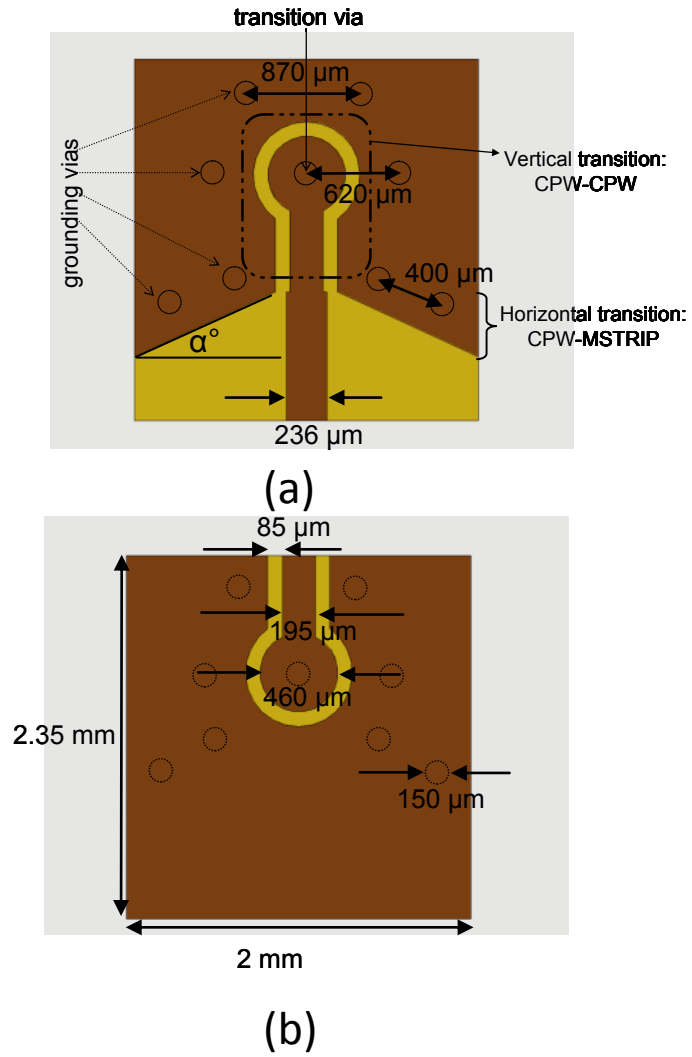 transition via
870 μm
Vertical transition:
CPW-CPW
620 μm
grounding vias
400 μm
Horizontal transition:
CPW-MSTRIP
α°
236 μm
(a)
85 μm
195 μm
460 μm
2.35 mm
150 μm
2 mm
(b)